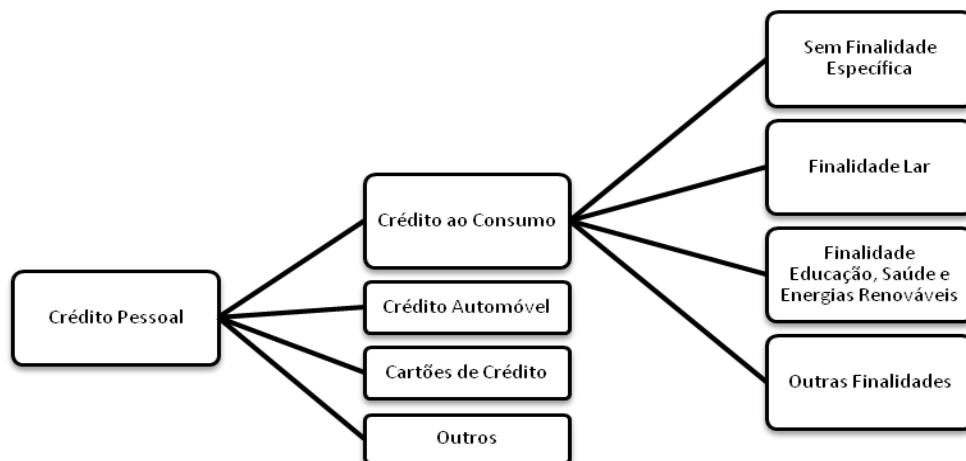 Crédito Pessoal
Crédito ao Consumo
Crédito Automóvel
Cartões de Crédito
Outros
Sem Finalidade
Específica
Finalidade Lar
Finalidade
Educação, Saúde e
Energias Renováveis
Outras Finalidades